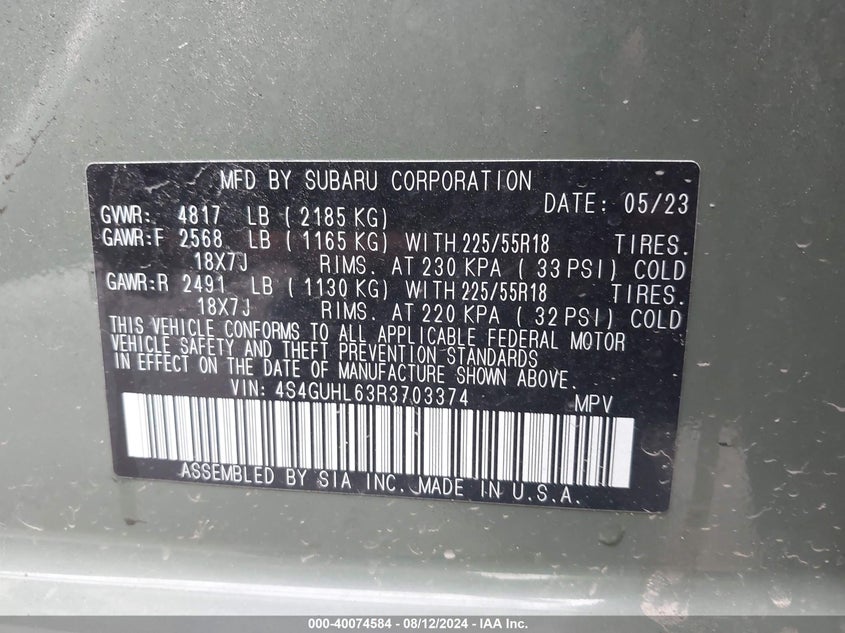 MFD BY SUBARU CORPORATION
DATE: 05/23
GVWR: 4817 LB ( 2185 KG)
GAWR:F 2568 LB ( 1165 KG) WITH 225/55R18 TIRES.
18X7J RIMS. AT 230 KPA ( 33 PSI) COLD
GAWR:R 2491 LB ( 1130 KG) WITH 225/55R18 TIRES.
18X7J RIMS. AT 220 KPA ( 32 PSI) COLD
THIS VEHICLE CONFORMS TO ALL APPLICABLE FEDERAL MOTOR
VEHICLE SAFETY AND THEFT PREVENTION STANDARDS
IN EFFECT ON THE DATE OF MANUFACTURE SHOWN ABOVE.
VIN: 4S4GUHL63R3703374 MPV
ASSEMBLED BY SIA INC. MADE IN U.S.A.
000-40074584 - 08/12/2024 - IAA Inc.